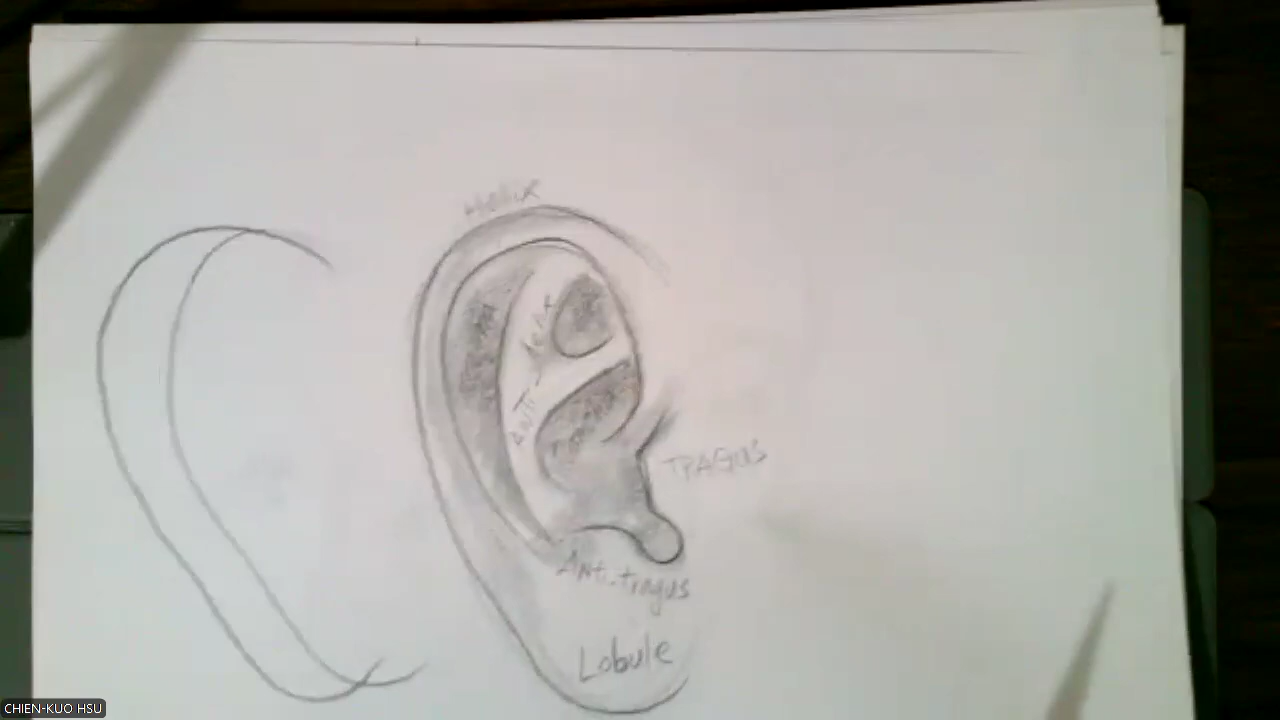 Helix
ANTI-Helix
TRAGUS
Anti-tragus
Lobule
CHIEN-KUO HSU